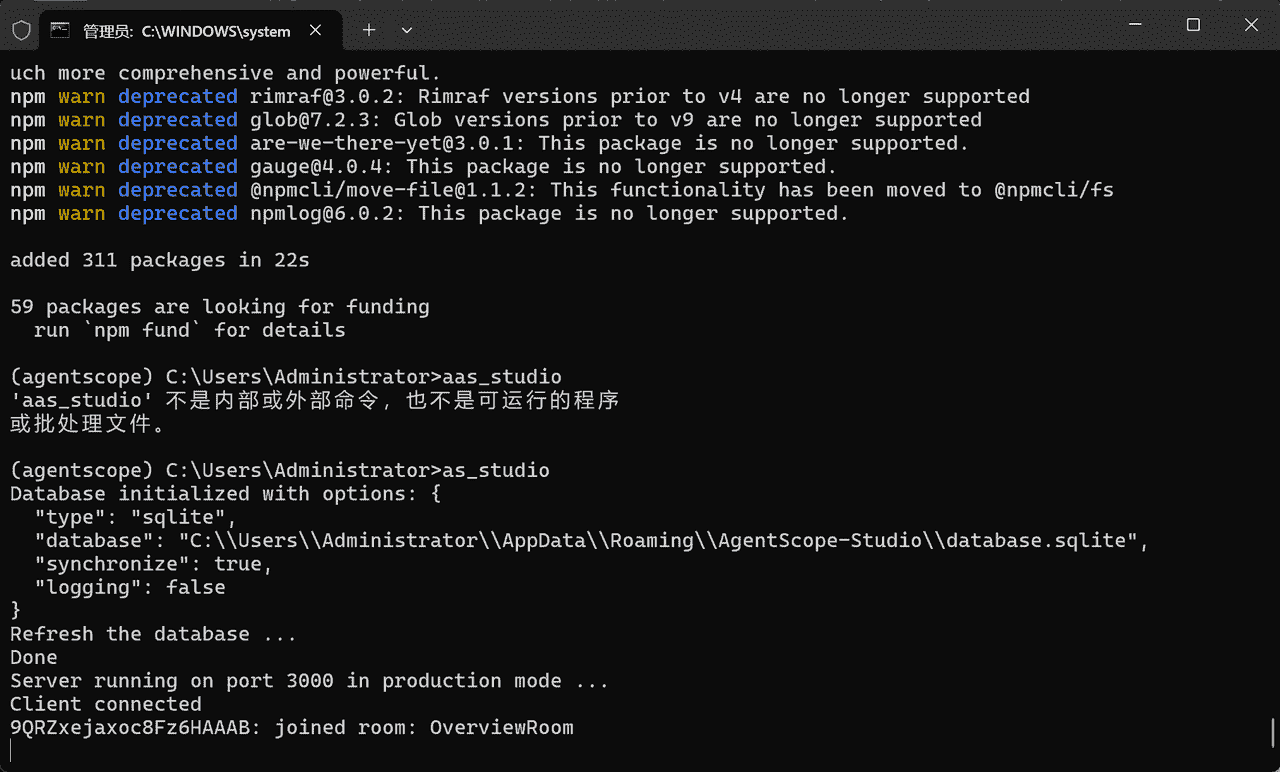 管理员: C:\WINDOWS\system
uch more comprehensive and powerful.
npm warn deprecated rimraf@3.0.2: Rimraf versions prior to v4 are no longer supported
npm warn deprecated glob@7.2.3: Glob versions prior to v9 are no longer supported
npm warn deprecated are-we-there-yet@3.0.1: This package is no longer supported.
npm warn deprecated gauge@4.0.4: This package is no longer supported.
npm warn deprecated @npmcli/move-file@1.1.2: This functionality has been moved to @npmcli/fs
npm warn deprecated npmlog@6.0.2: This package is no longer supported.
added 311 packages in 22s
59 packages are looking for funding
  run `npm fund` for details
(agentscope) C:\Users\Administrator>aas_studio
'aas_studio' 不是内部或外部命令，也不是可运行的程序
或批处理文件。
(agentscope) C:\Users\Administrator>as_studio
Database initialized with options: {
  "type": "sqlite",
  "database": "C:\\Users\\Administrator\\AppData\\Roaming\\AgentScope-Studio\\database.sqlite",
  "synchronize": true,
  "logging": false
}
Refresh the database ...
Done
Server running on port 3000 in production mode ...
Client connected
9QRZxejaxoc8Fz6HAAAB: joined room: OverviewRoom